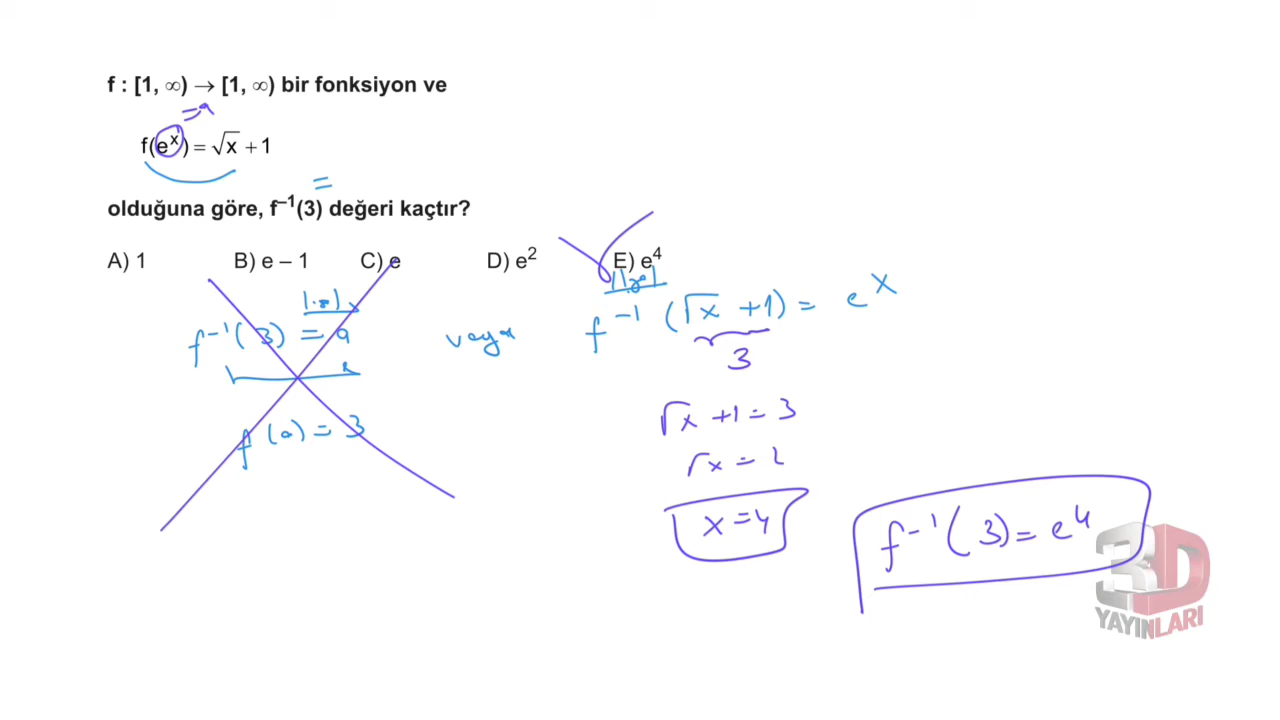 f : [1, ∞) → [1, ∞) bir fonksiyon ve
= a
f(eˣ) = √x + 1
=
olduğuna göre, f⁻¹(3) değeri kaçtır?
A) 1 B) e – 1 C) e D) e² E) e⁴
f⁻¹(3) = a veya f⁻¹(√x + 1) = eˣ
3
f(a) = 3
√x + 1 = 3
√x = 2
x = 4
f⁻¹(3) = e⁴
3D
YAYINLARI